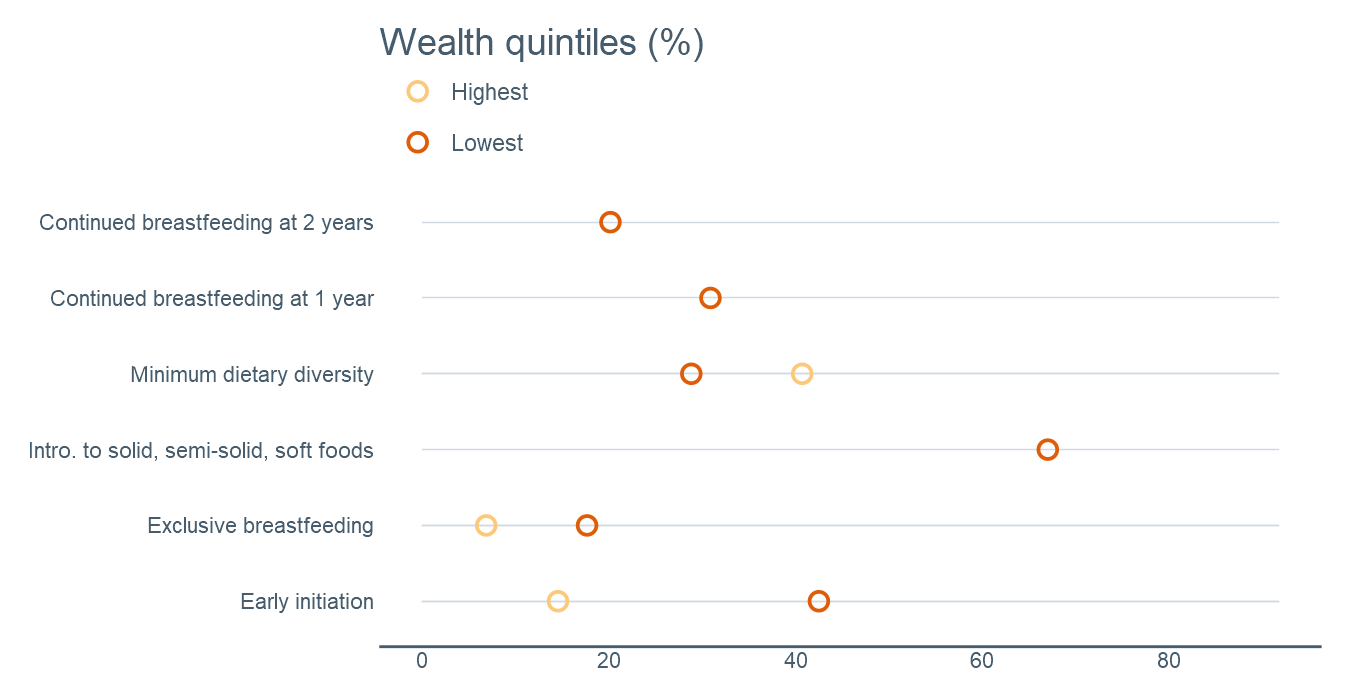 Wealth quintiles (%)
Highest
Lowest
Continued breastfeeding at 2 years
Continued breastfeeding at 1 year
Minimum dietary diversity
Intro. to solid, semi-solid, soft foods
Exclusive breastfeeding
Early initiation
0 20 40 60 80